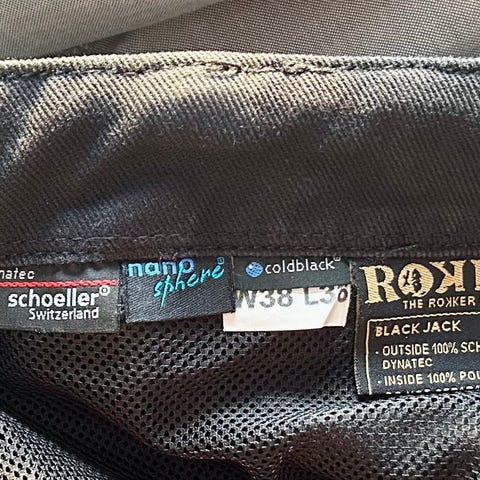 natec
schoeller®
Switzerland
nano
sphere®
coldblack®
W38 L36
ROKK
THE ROKKER
BLACK JACK
- OUTSIDE 100% SCH
DYNATEC
- INSIDE 100% POL